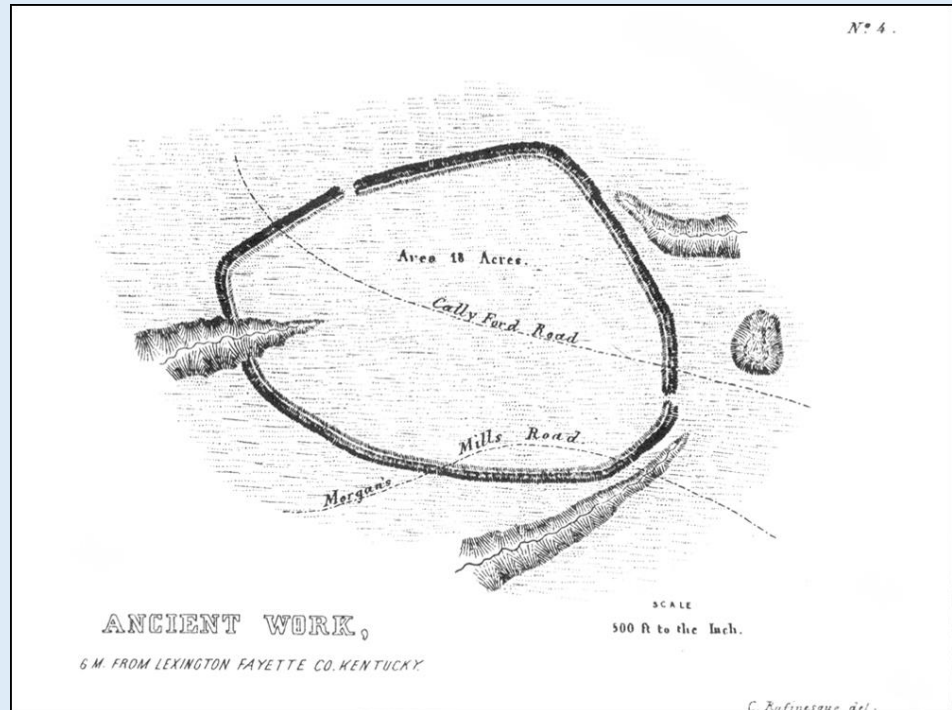 Nº 4.
Area 18 Acres.
Cally Ford Road
Mills Road
Morgan's
SCALE
500 ft to the Inch.
ANCIENT WORK,
6 M. FROM LEXINGTON FAYETTE CO. KENTUCKY
C. Rafinesque del.